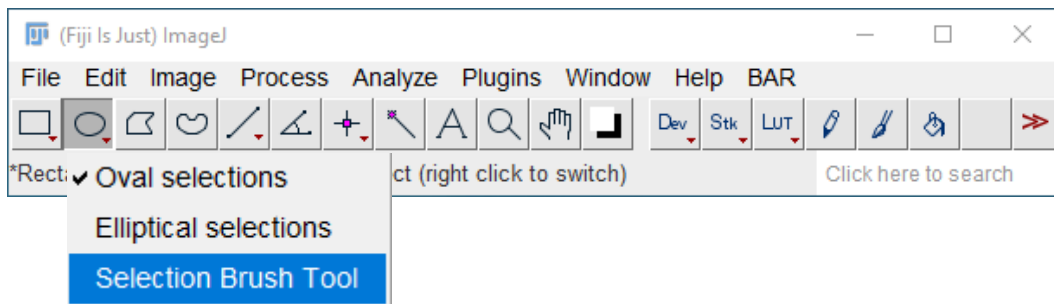 (Fiji Is Just) ImageJ
File Edit Image Process Analyze Plugins Window Help BAR
A Dev Stk LUT
*Recta ct (right click to switch) Click here to search
Oval selections
Elliptical selections
Selection Brush Tool